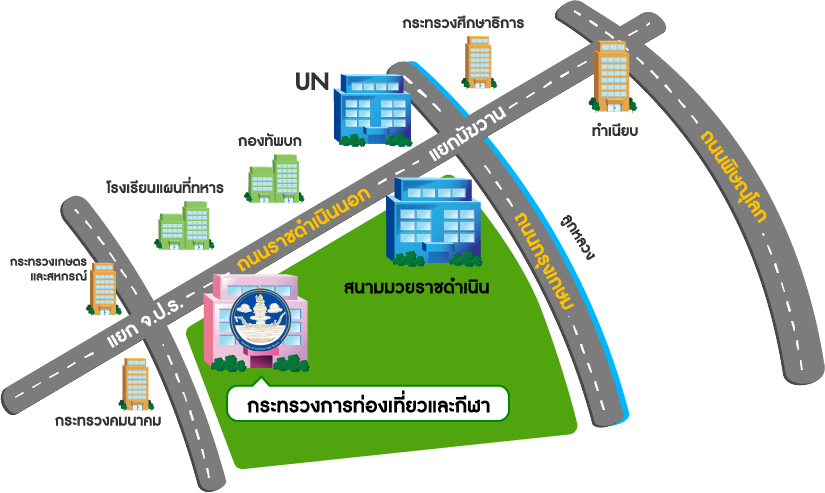 กระทรวงศึกษาธิการ
UN
ทำเนียบ
แยกมัฆวาน
กองทัพบก
ถนนพิษณุโลก
โรงเรียนแผนที่ทหาร
ถนนราชดำเนินนอก
ถนนกรุงเกษม
ลูกหลวง
กระทรวงเกษตร
และสหกรณ์
สนามมวยราชดำเนิน
แยก จ.ป.ร.
กระทรวงการท่องเที่ยวและกีฬา
กระทรวงคมนาคม